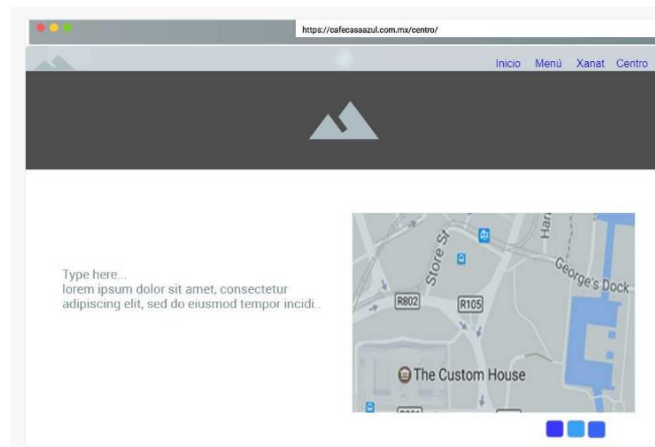 https://cafecasaazul.com.mx/centro/
Inicio Menú Xanat Centro
Type here...
lorem ipsum dolor sit amet, consectetur
adipiscing elit, sed do eiusmod tempor incidi..
Store St
George's Dock
R802
R105
The Custom House